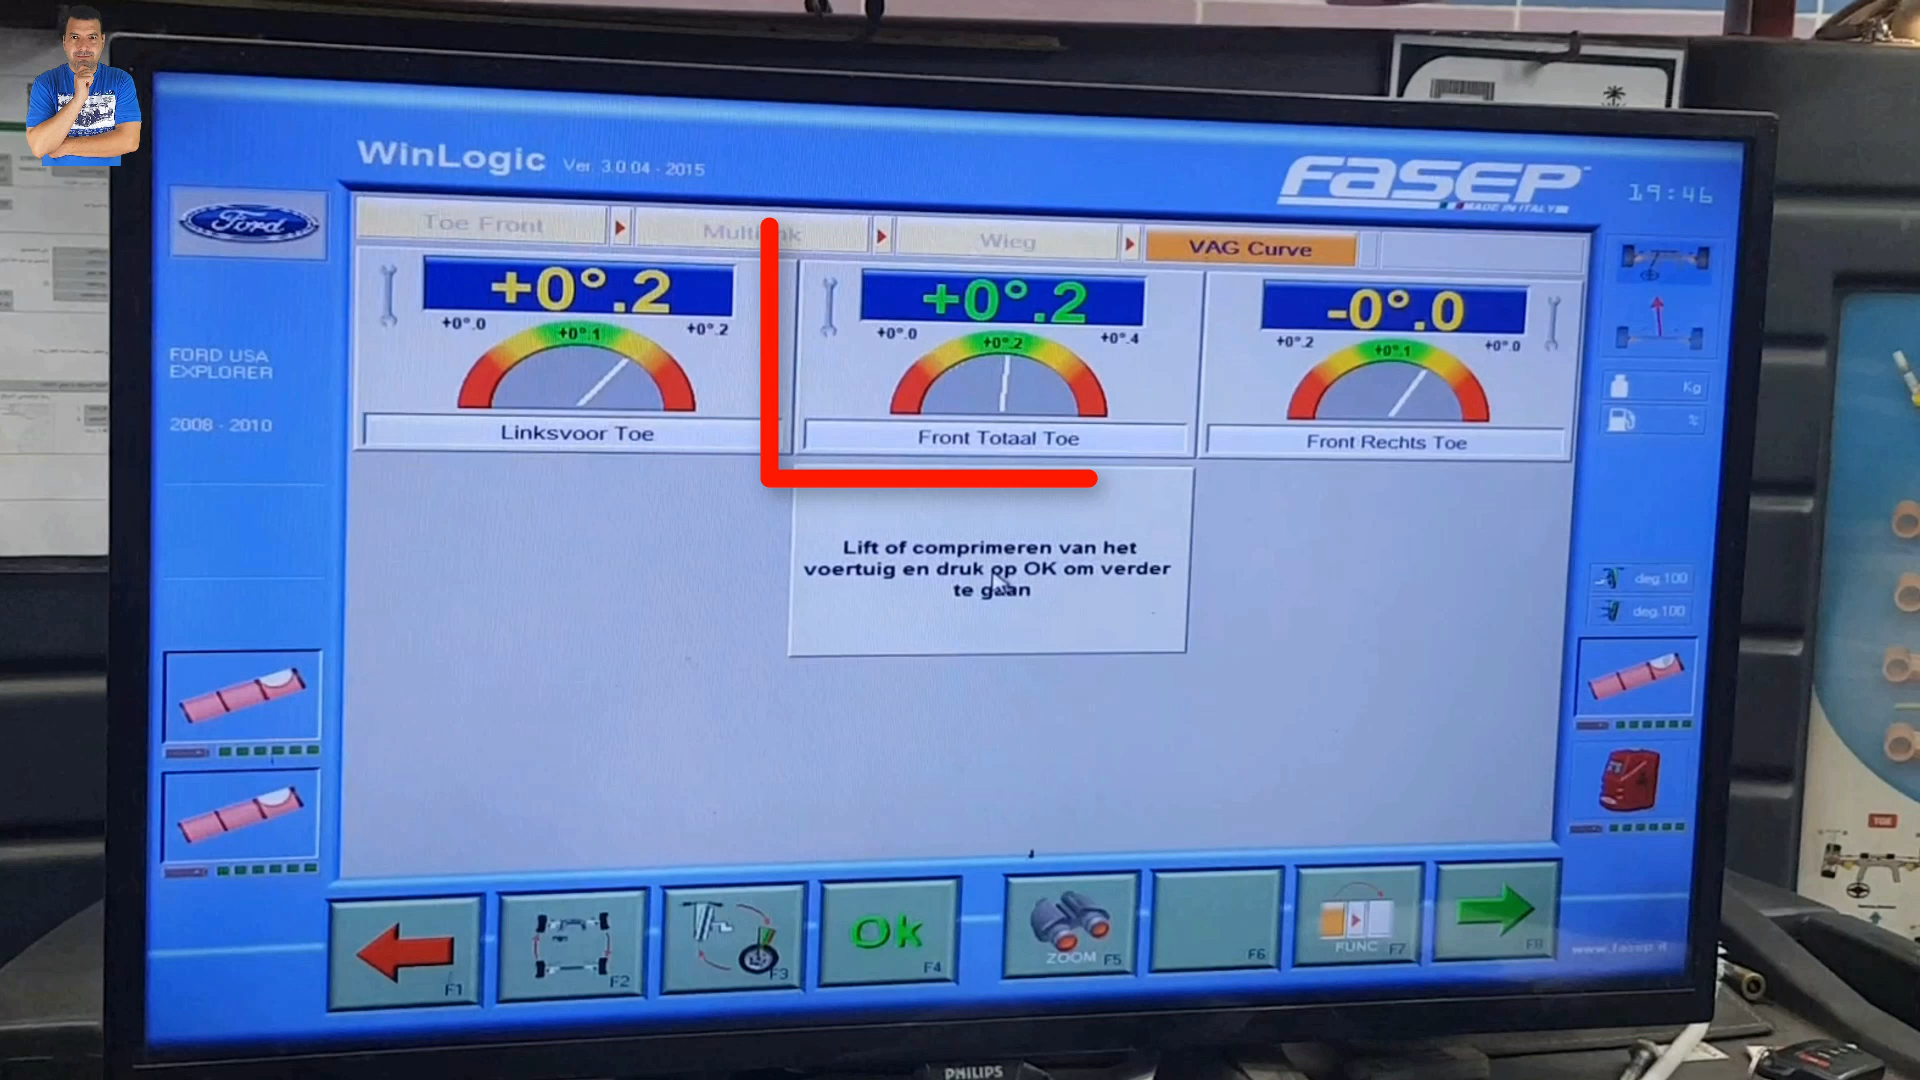 WinLogic Ver. 3.0.04 - 2015
FASEP
MADE IN ITALY
19:46
Ford
Toe Front
Wieg
VAG Curve
+0°.2
+0°.2
-0°.0
+0°.0
+0°.1
+0°.2
+0°.0
+0°.2
+0°.4
+0°.2
+0°.1
+0°.0
Linksvoor Toe
Front Totaal Toe
Front Rechts Toe
FORD USA
EXPLORER
2008 - 2010
Kg
%
Lift of comprimeren van het
voertuig en druk op OK om verder
te gaan
deg.100
deg.100
F1
F2
F3
Ok F4
ZOOM F5
F6
FUNC F7
F8
www.fasep.it
TOE
PHILIPS